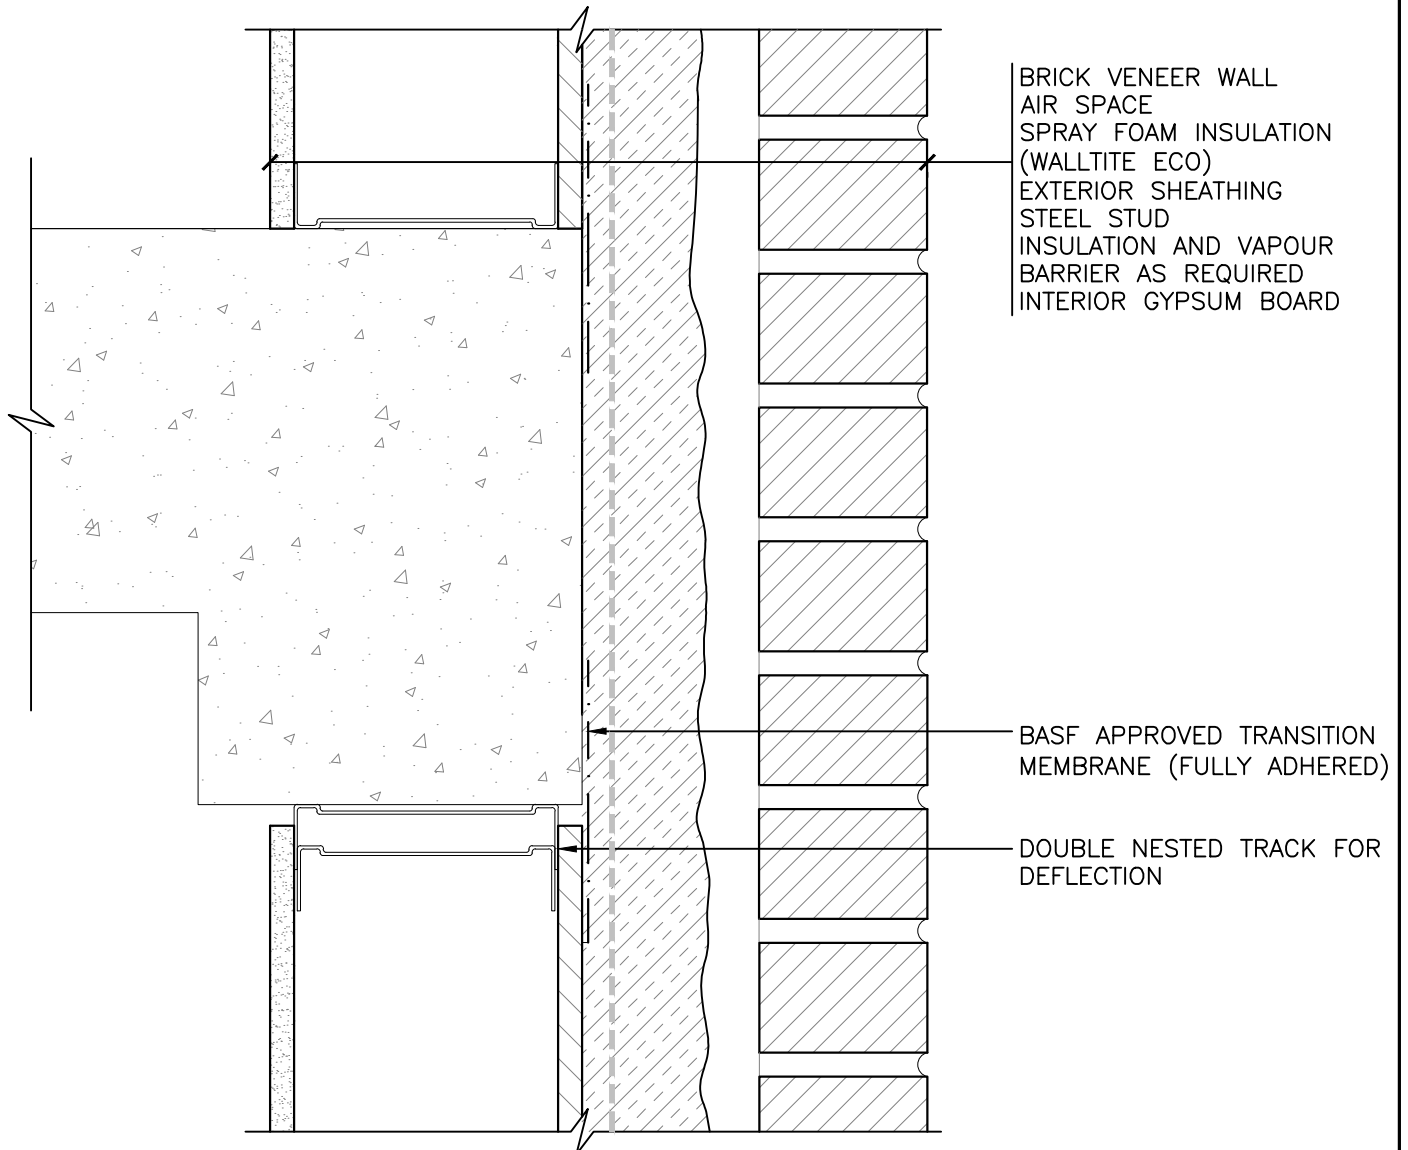 BRICK VENEER WALL
AIR SPACE
SPRAY FOAM INSULATION
(WALLTITE ECO)
EXTERIOR SHEATHING
STEEL STUD
INSULATION AND VAPOUR
BARRIER AS REQUIRED
INTERIOR GYPSUM BOARD
BASF APPROVED TRANSITION
MEMBRANE (FULLY ADHERED)
DOUBLE NESTED TRACK FOR
DEFLECTION